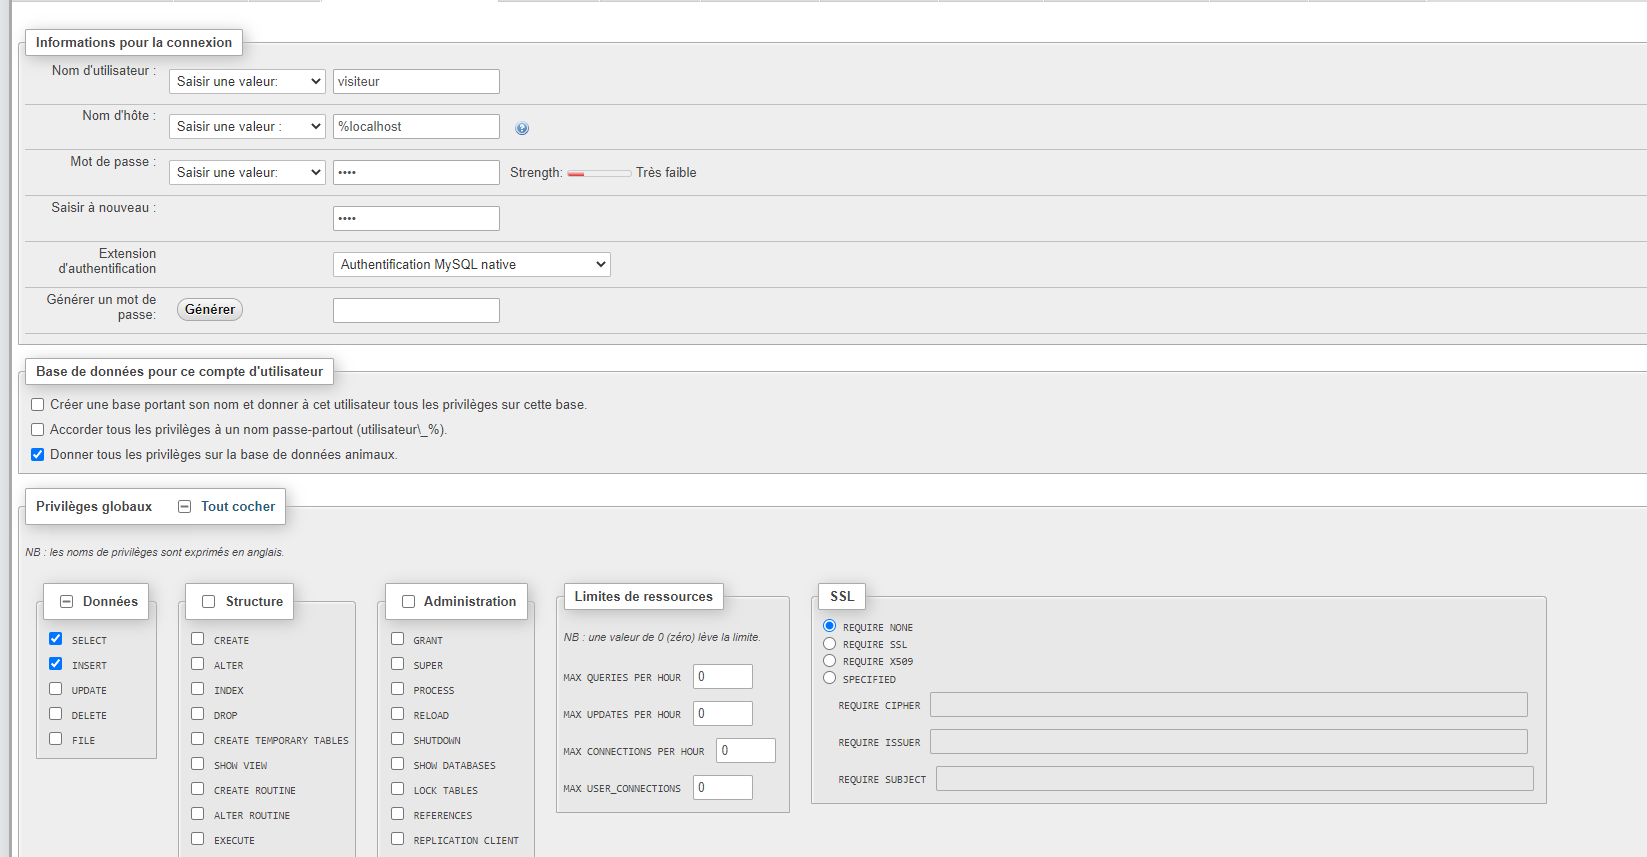 Informations pour la connexion
Nom d'utilisateur : Saisir une valeur: visiteur
Nom d'hôte : Saisir une valeur : %localhost
Mot de passe : Saisir une valeur: •••• Strength: Très faible
Saisir à nouveau : ••••
Extension
d'authentification Authentification MySQL native
Générer un mot de
passe: Générer
Base de données pour ce compte d'utilisateur
Créer une base portant son nom et donner à cet utilisateur tous les privilèges sur cette base.
Accorder tous les privilèges à un nom passe-partout (utilisateur\_%).
Donner tous les privilèges sur la base de données animaux.
Privilèges globaux Tout cocher
NB : les noms de privilèges sont exprimés en anglais.
Données
SELECT
INSERT
UPDATE
DELETE
FILE
Structure
CREATE
ALTER
INDEX
DROP
CREATE TEMPORARY TABLES
SHOW VIEW
CREATE ROUTINE
ALTER ROUTINE
EXECUTE
Administration
GRANT
SUPER
PROCESS
RELOAD
SHUTDOWN
SHOW DATABASES
LOCK TABLES
REFERENCES
REPLICATION CLIENT
Limites de ressources
NB : une valeur de 0 (zéro) lève la limite.
MAX QUERIES PER HOUR 0
MAX UPDATES PER HOUR 0
MAX CONNECTIONS PER HOUR 0
MAX USER_CONNECTIONS 0
SSL
REQUIRE NONE
REQUIRE SSL
REQUIRE X509
SPECIFIED
REQUIRE CIPHER
REQUIRE ISSUER
REQUIRE SUBJECT